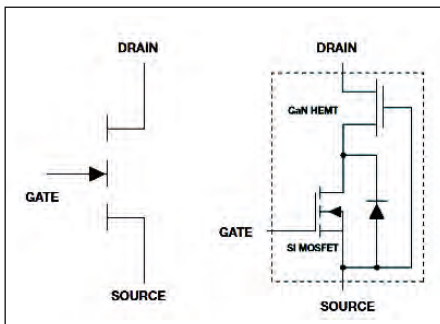 DRAIN
GATE
SOURCE
DRAIN
GaN HEMT
GATE
SI MOSFET
SOURCE